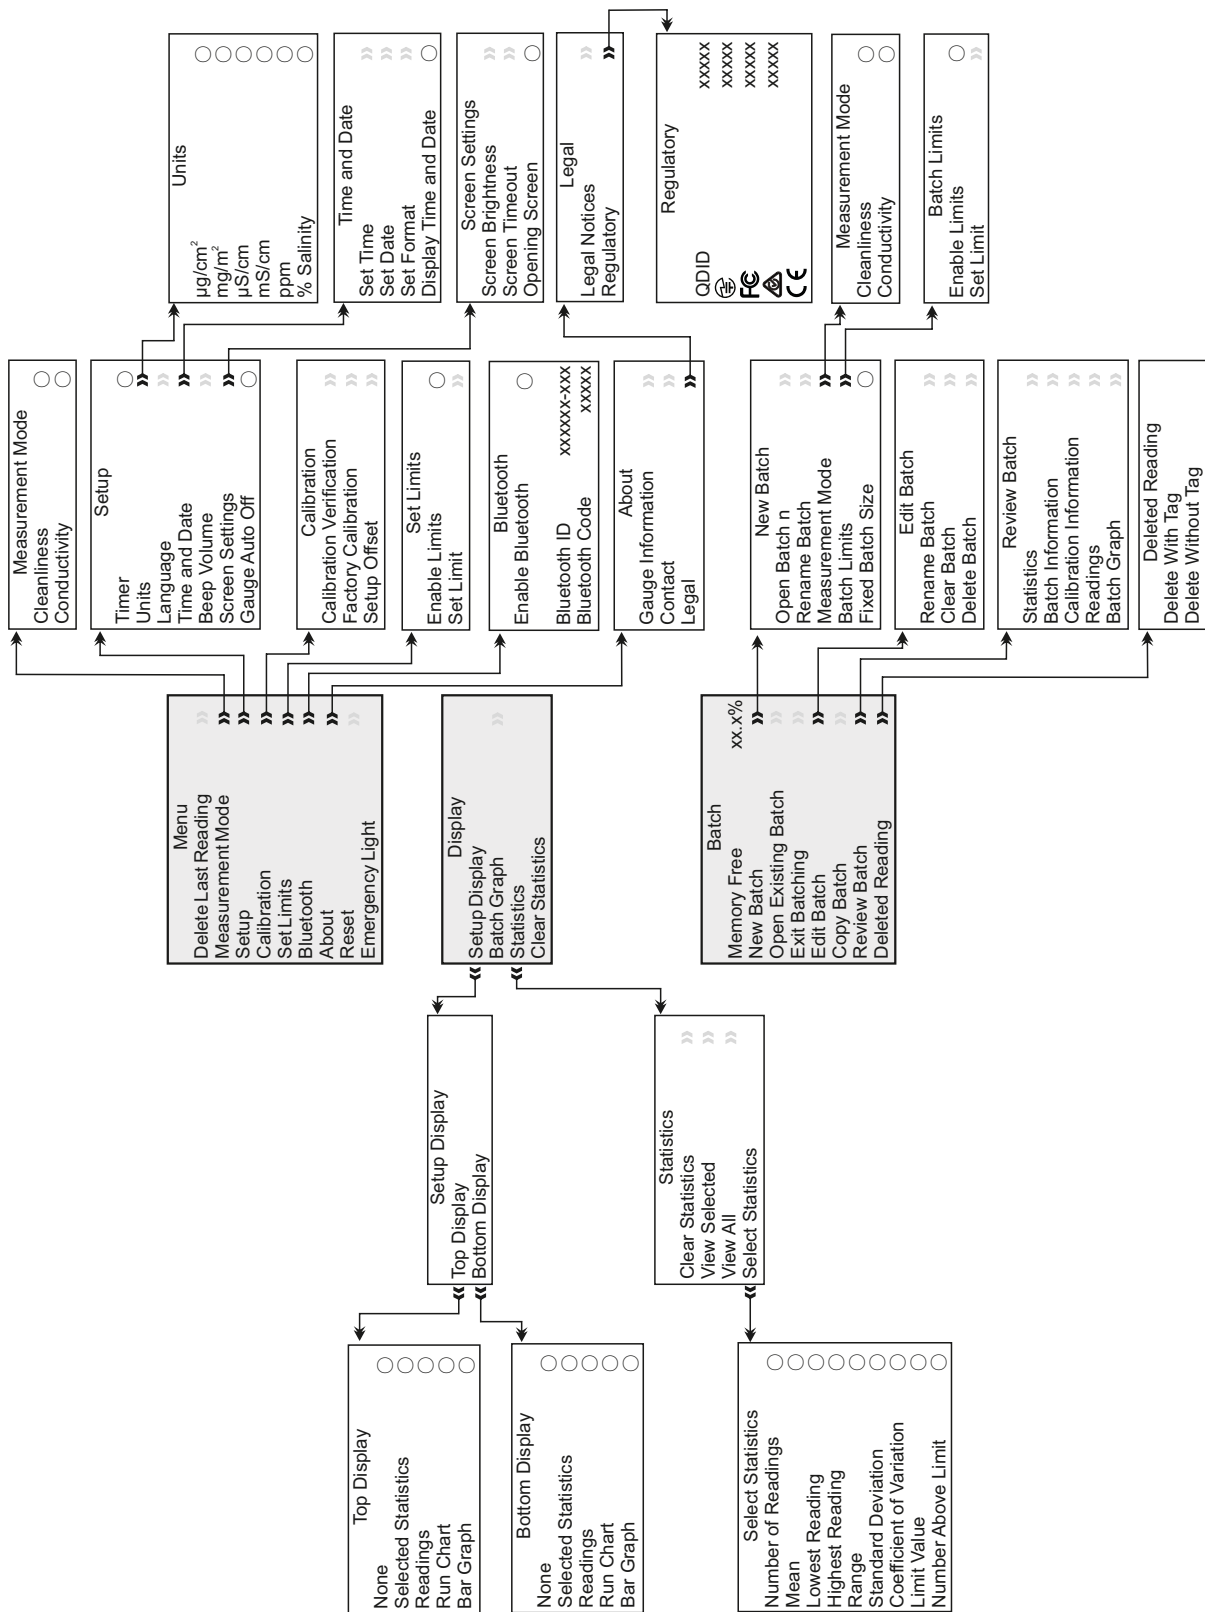 Top Display
None
Selected Statistics
Readings
Run Chart
Bar Graph
Bottom Display
None
Selected Statistics
Readings
Run Chart
Bar Graph
Select Statistics
Number of Readings
Mean
Lowest Reading
Highest Reading
Range
Standard Deviation
Coefficient of Variation
Limit Value
Number Above Limit
Setup Display
Top Display
Bottom Display
Statistics
Clear Statistics
View Selected
View All
Select Statistics
Menu
Delete Last Reading
Measurement Mode
Setup
Calibration
Set Limits
Bluetooth
About
Reset
Emergency Light
Display
Setup Display
Batch Graph
Statistics
Clear Statistics
Batch
Memory Free xx.x%
New Batch
Open Existing Batch
Exit Batching
Edit Batch
Copy Batch
Review Batch
Deleted Reading
Measurement Mode
Cleanliness
Conductivity
Setup
Timer
Units
Language
Time and Date
Beep Volume
Screen Settings
Gauge Auto Off
Calibration
Calibration Verification
Factory Calibration
Setup Offset
Set Limits
Enable Limits
Set Limit
Bluetooth
Enable Bluetooth
Bluetooth ID xxxxxx-xxx
Bluetooth Code xxxxx
About
Gauge Information
Contact
Legal
New Batch
Open Batch n
Rename Batch
Measurement Mode
Batch Limits
Fixed Batch Size
Edit Batch
Rename Batch
Clear Batch
Delete Batch
Review Batch
Statistics
Batch Information
Calibration Information
Readings
Batch Graph
Deleted Reading
Delete With Tag
Delete Without Tag
Units
µg/cm²
mg/m²
µS/cm
mS/cm
ppm
% Salinity
Time and Date
Set Time
Set Date
Set Format
Display Time and Date
Screen Settings
Screen Brightness
Screen Timeout
Opening Screen
Legal
Legal Notices
Regulatory
Regulatory
QDID xxxxx
xxxxx
FC xxxxx
xxxxx
CE
Measurement Mode
Cleanliness
Conductivity
Batch Limits
Enable Limits
Set Limit